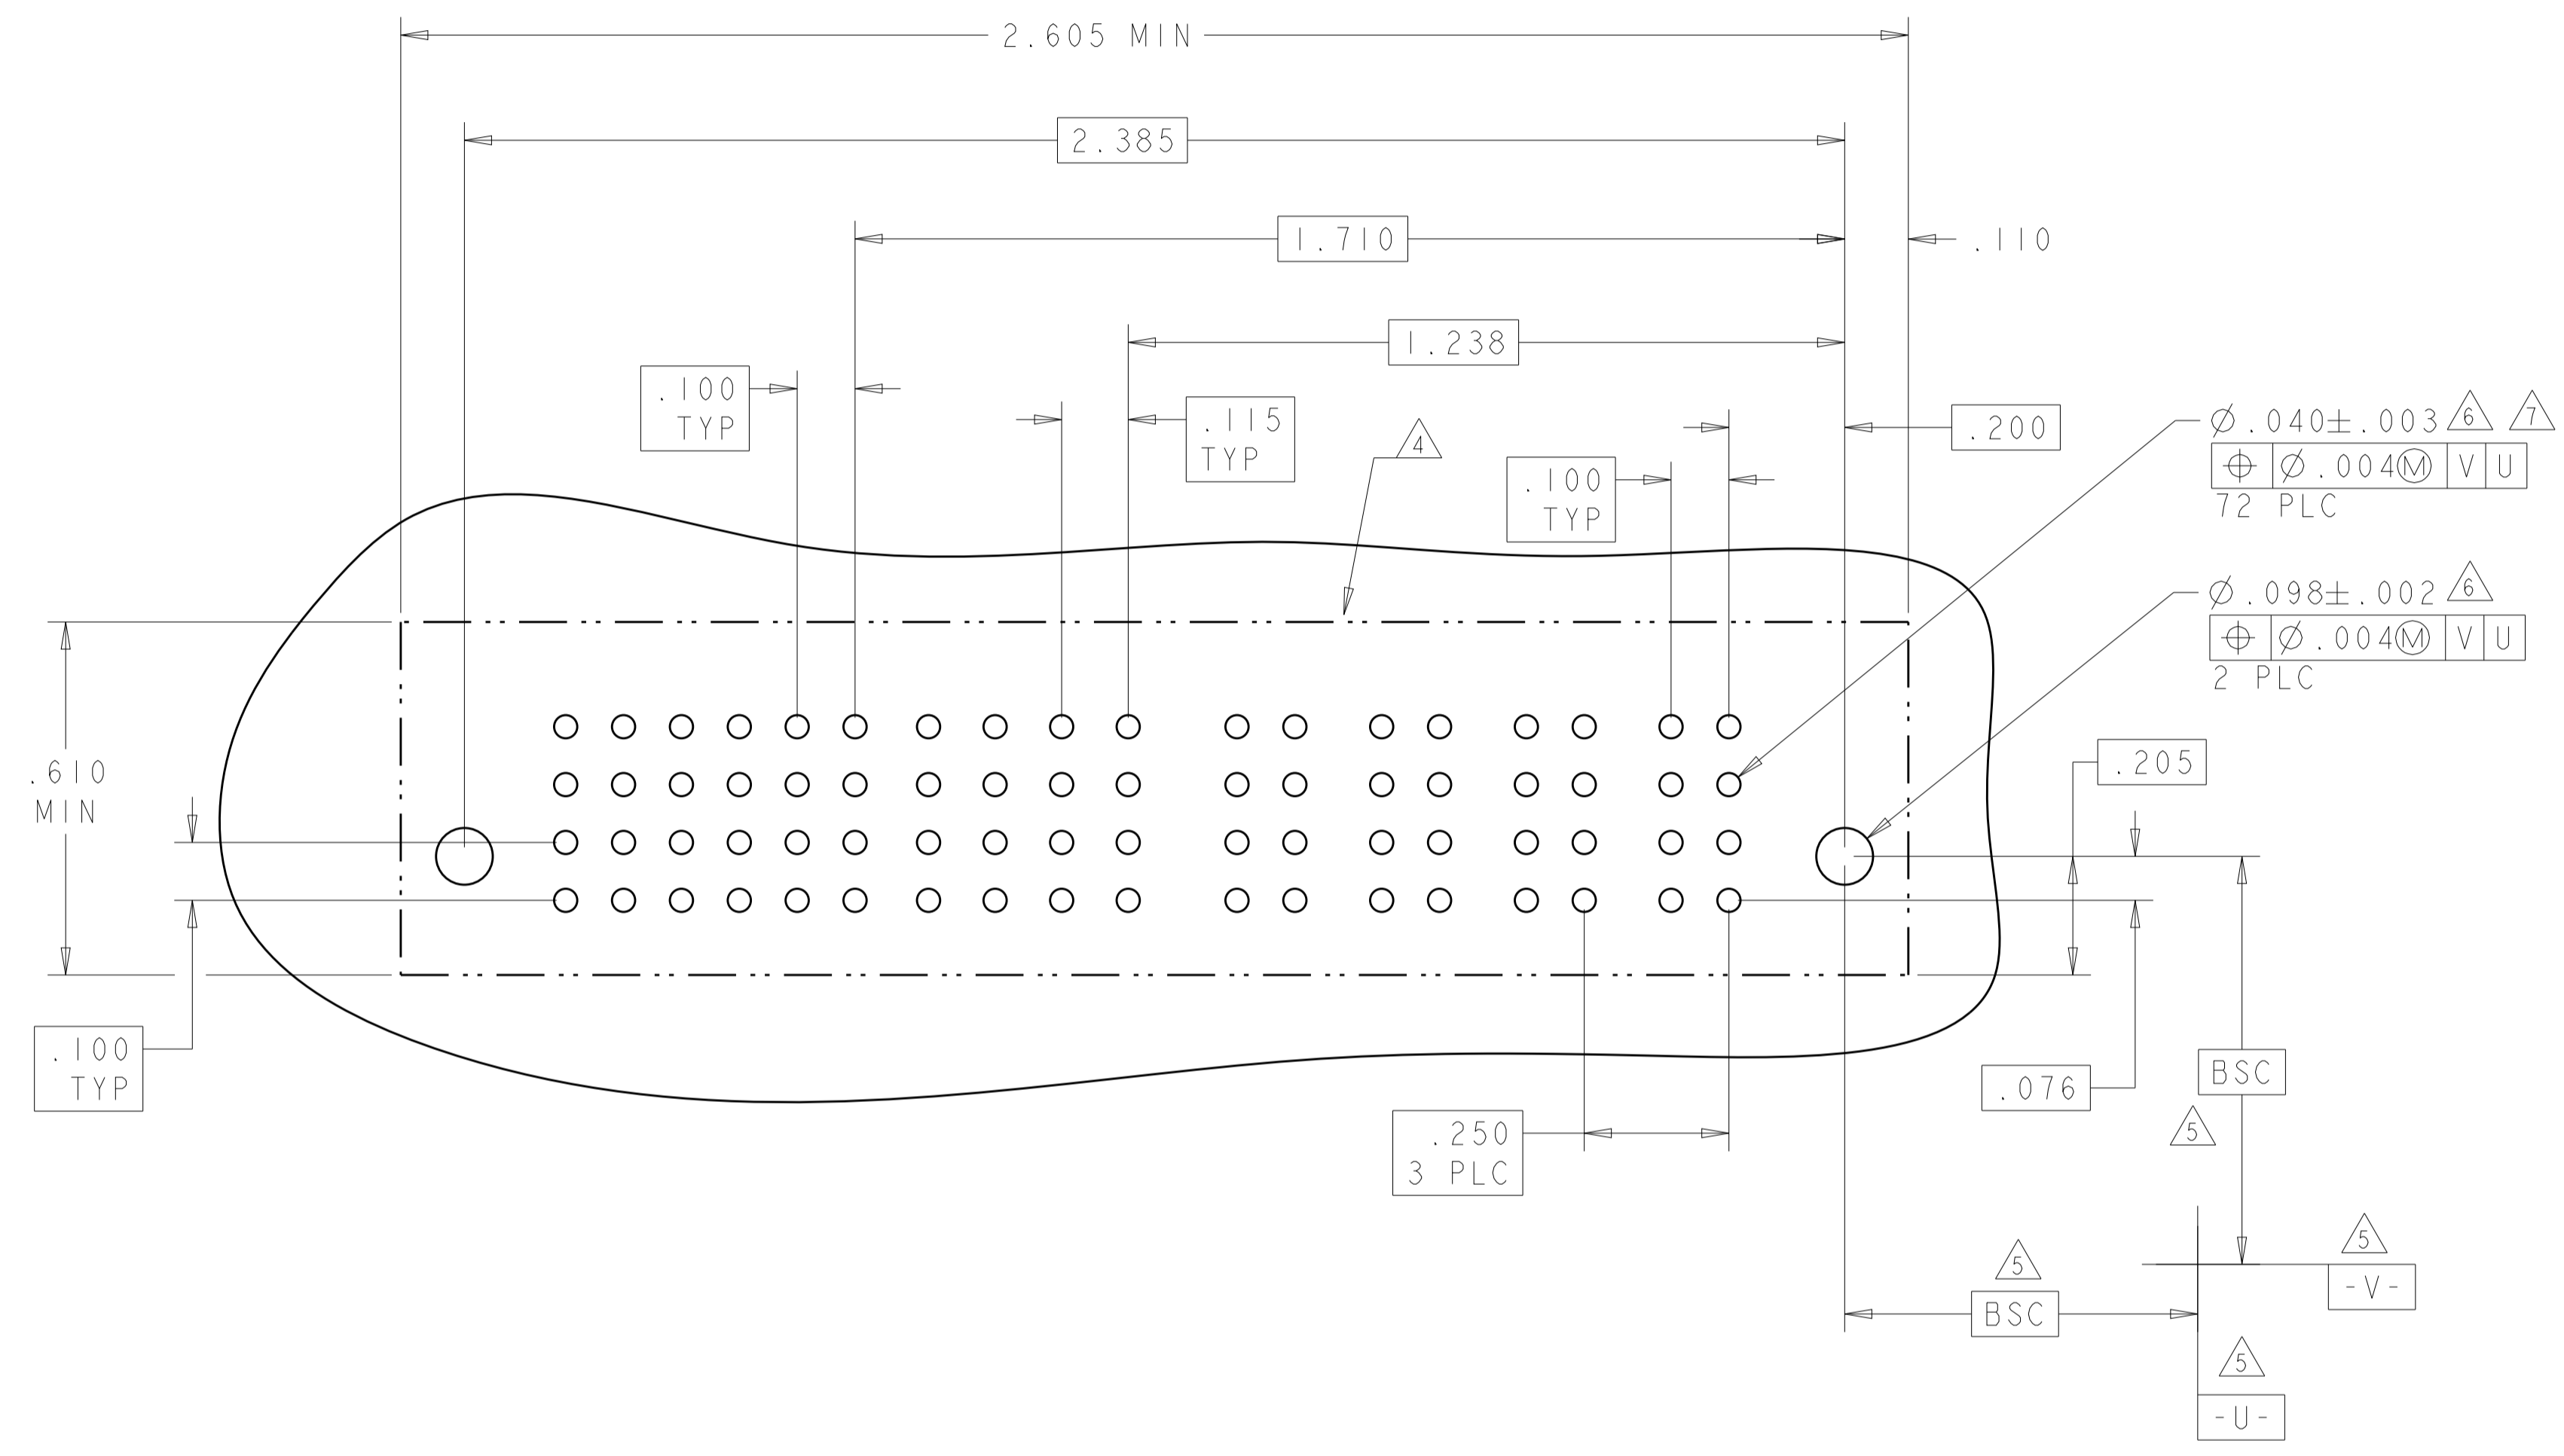 2.605 MIN
2.385
1.710
.110
1.238
.100
TYP
.115
TYP
4
.200
.100
TYP
⌀.040±.003 6 7
⌖ ⌀.004Ⓜ V U
72 PLC
⌀.098±.002 6
⌖ ⌀.004Ⓜ V U
2 PLC
.205
.610
MIN
.100
TYP
.076
BSC
5
.250
3 PLC
5
BSC
5
-V-
5
-U-